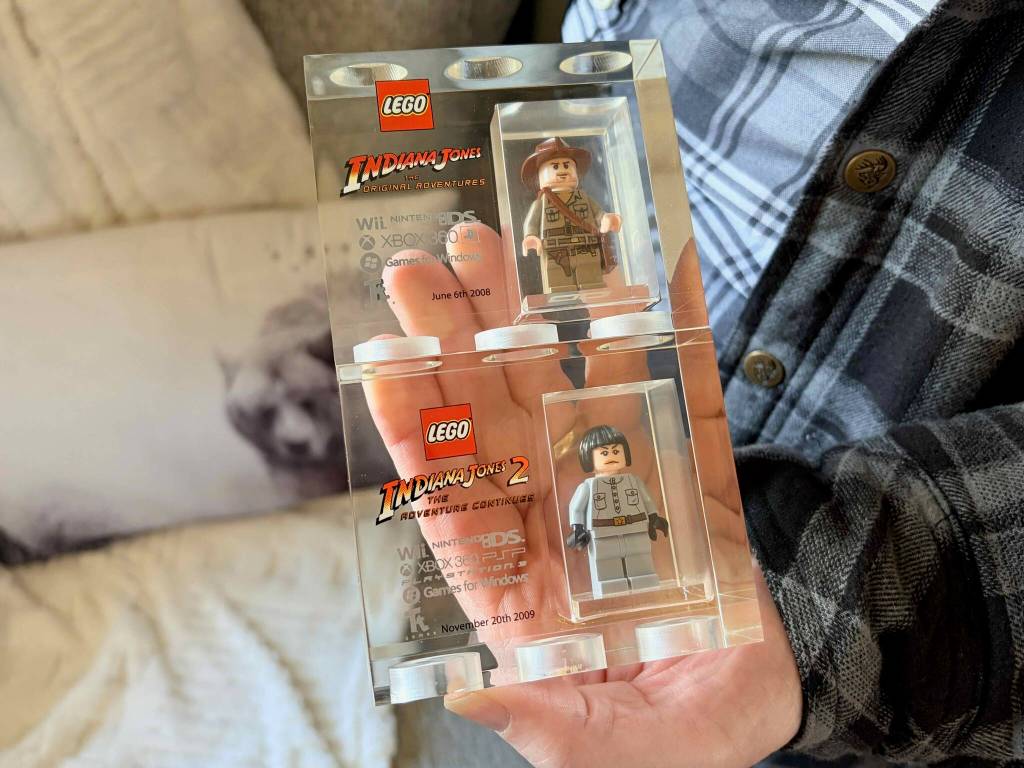 LEGO
INDIANA JONES
THE
ORIGINAL ADVENTURES
Wii NINTENDO DS
XBOX 360
Games for Windows
June 6th 2008
LEGO
INDIANA JONES 2
THE
ADVENTURE CONTINUES
Wii NINTENDO DS
XBOX 360 PSP
PLAYSTATION 3
Games for Windows
November 20th 2009